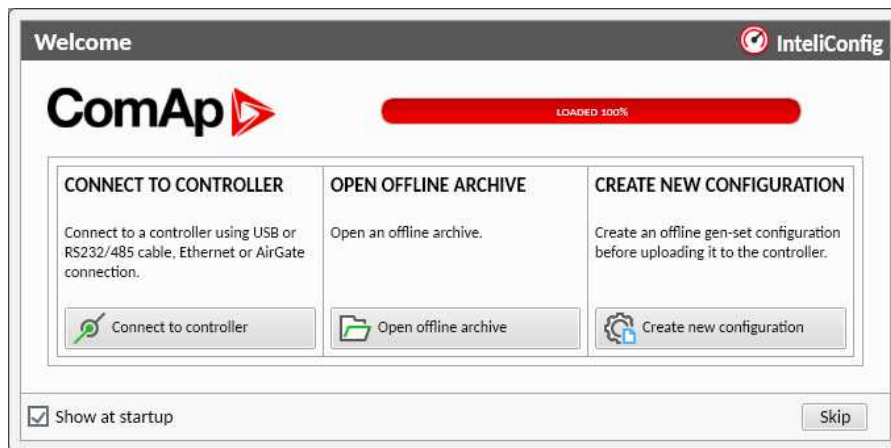 Welcome
InteliConfig
ComAp
LOADED 100%
CONNECT TO CONTROLLER
Connect to a controller using USB or
RS232/485 cable, Ethernet or AirGate
connection.
Connect to controller
OPEN OFFLINE ARCHIVE
Open an offline archive.
Open offline archive
CREATE NEW CONFIGURATION
Create an offline gen-set configuration
before uploading it to the controller.
Create new configuration
Show at startup
Skip